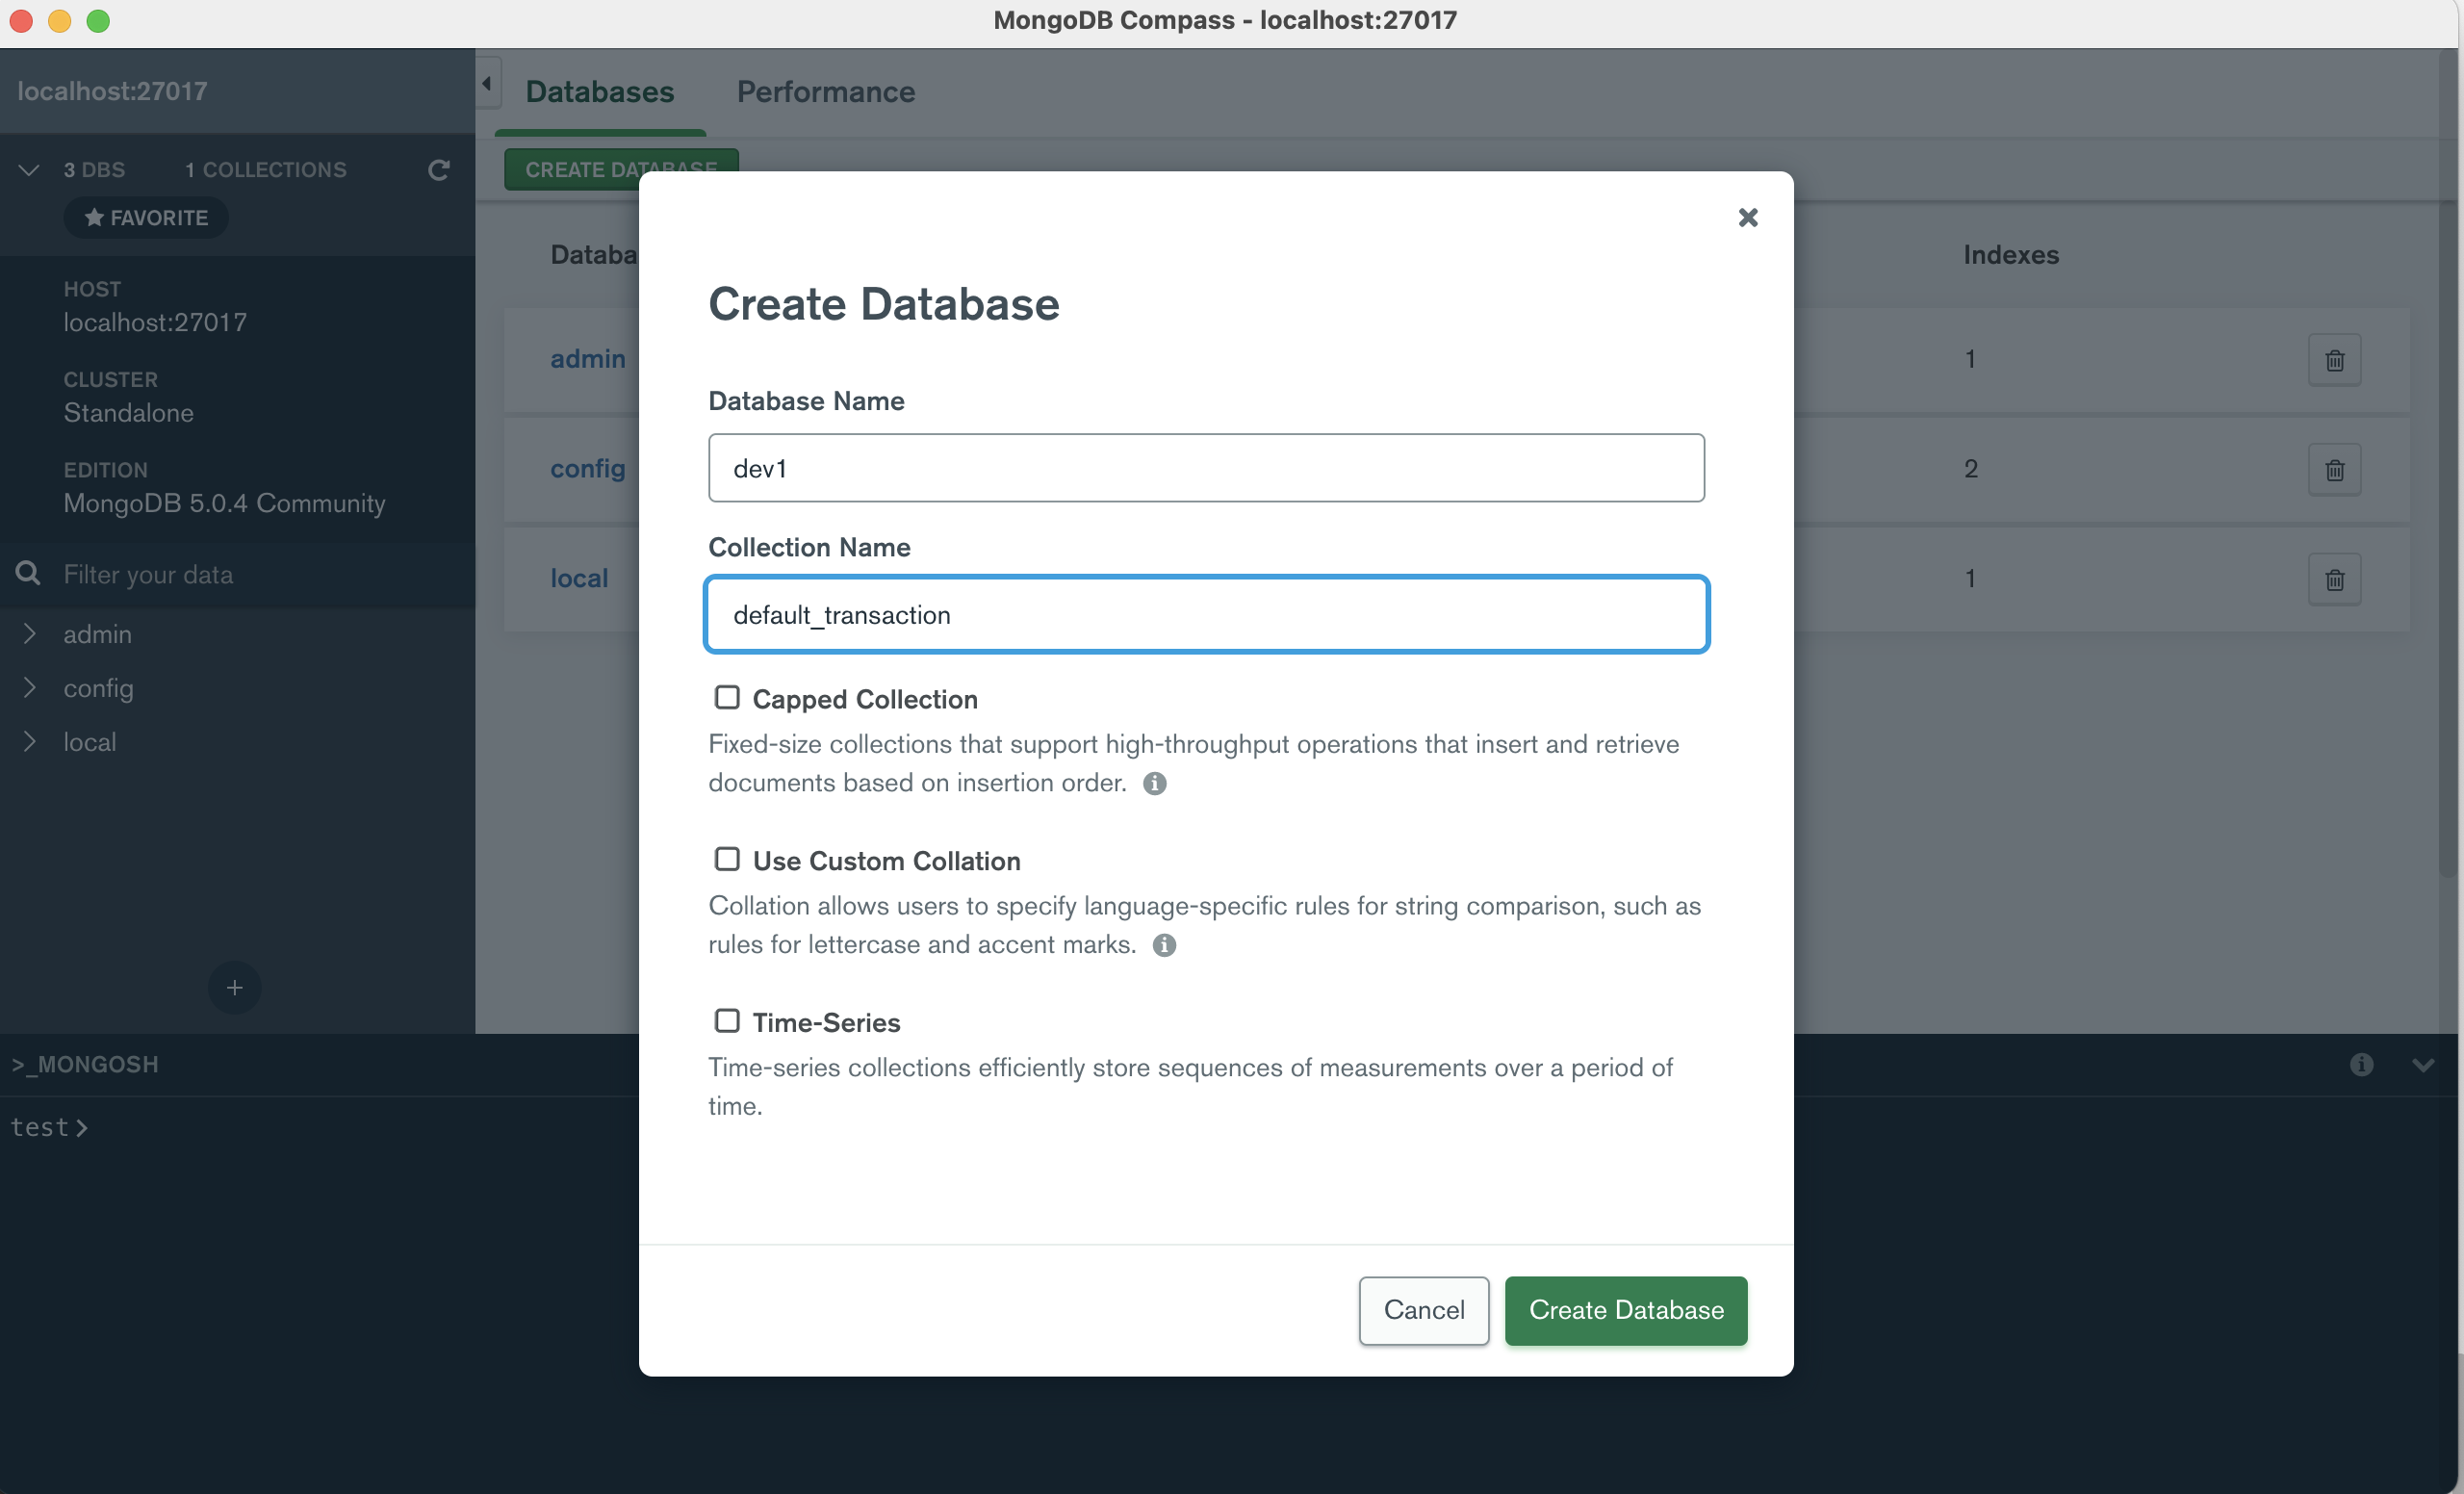 MongoDB Compass - localhost:27017
localhost:27017
3 DBS 1 COLLECTIONS
FAVORITE
HOST
localhost:27017
CLUSTER
Standalone
EDITION
MongoDB 5.0.4 Community
Filter your data
admin
config
local
Databases Performance
CREATE DATABASE
Databa Indexes
admin 1
config 2
local 1
Create Database
Database Name
dev1
Collection Name
default_transaction
Capped Collection
Fixed-size collections that support high-throughput operations that insert and retrieve
documents based on insertion order.
Use Custom Collation
Collation allows users to specify language-specific rules for string comparison, such as
rules for lettercase and accent marks.
Time-Series
Time-series collections efficiently store sequences of measurements over a period of
time.
Cancel Create Database
>_MONGOSH
test>